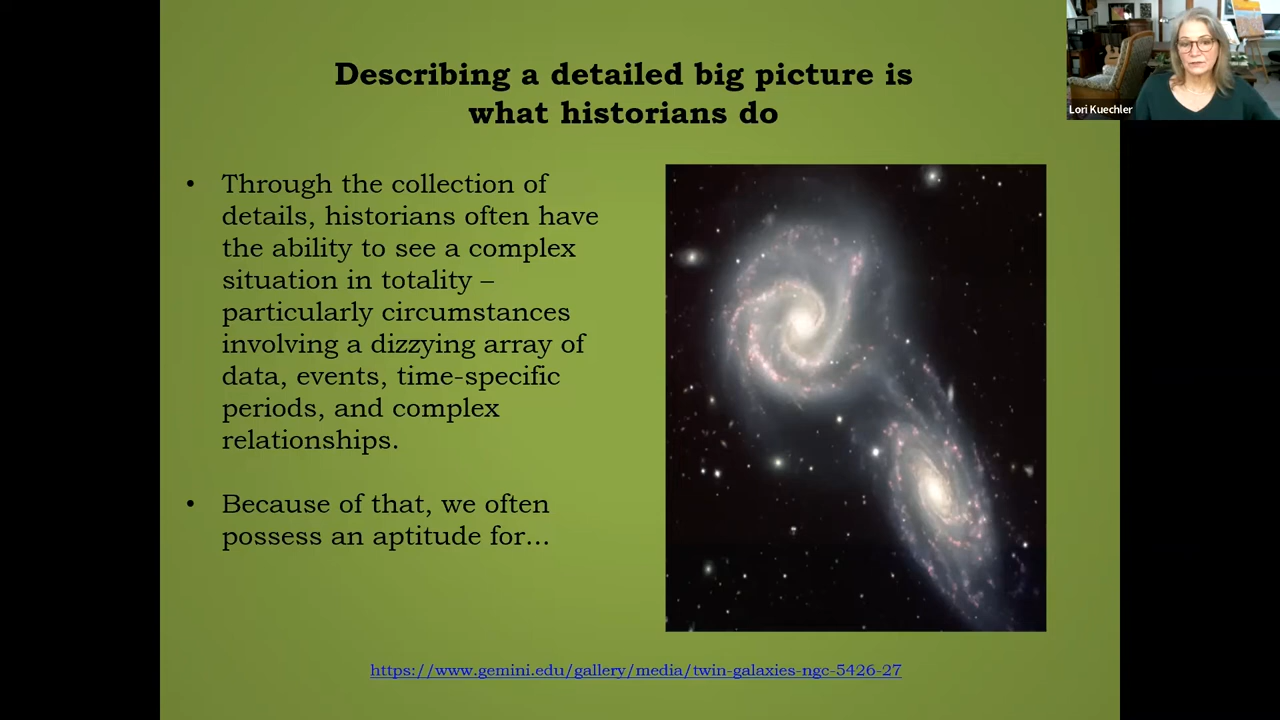 Describing a detailed big picture is
what historians do
• Through the collection of
details, historians often have
the ability to see a complex
situation in totality –
particularly circumstances
involving a dizzying array of
data, events, time-specific
periods, and complex
relationships.
• Because of that, we often
possess an aptitude for…
https://www.gemini.edu/gallery/media/twin-galaxies-ngc-5426-27
Lori Kuechler